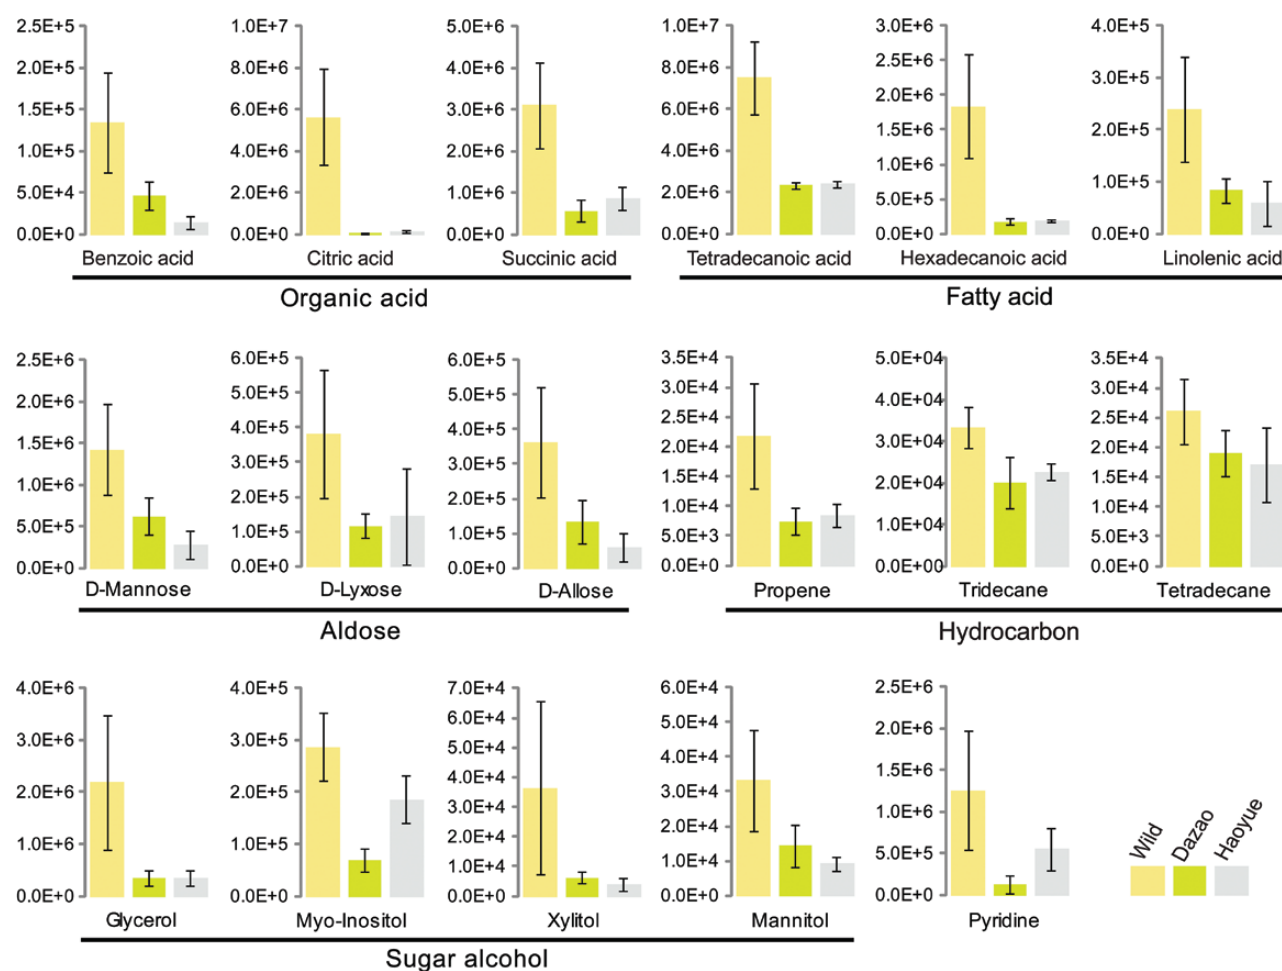 2.5E+5
2.0E+5
1.5E+5
1.0E+5
5.0E+4
0.0E+0
Benzoic acid
1.0E+7
8.0E+6
6.0E+6
4.0E+6
2.0E+6
0.0E+0
Citric acid
5.0E+6
4.0E+6
3.0E+6
2.0E+6
1.0E+6
0.0E+0
Succinic acid
Organic acid
1.0E+7
8.0E+6
6.0E+6
4.0E+6
2.0E+6
0.0E+0
Tetradecanoic acid
3.0E+6
2.5E+6
2.0E+6
1.5E+6
1.0E+6
5.0E+5
0.0E+0
Hexadecanoic acid
4.0E+5
3.0E+5
2.0E+5
1.0E+5
0.0E+0
Linolenic acid
Fatty acid
2.5E+6
2.0E+6
1.5E+6
1.0E+6
5.0E+5
0.0E+0
D-Mannose
6.0E+5
5.0E+5
4.0E+5
3.0E+5
2.0E+5
1.0E+5
0.0E+0
D-Lyxose
6.0E+5
5.0E+5
4.0E+5
3.0E+5
2.0E+5
1.0E+5
0.0E+0
D-Allose
Aldose
3.5E+4
3.0E+4
2.5E+4
2.0E+4
1.5E+4
1.0E+4
5.0E+3
0.0E+0
Propene
5.0E+04
4.0E+04
3.0E+04
2.0E+04
1.0E+04
0.0E+00
Tridecane
3.5E+4
3.0E+4
2.5E+4
2.0E+4
1.5E+4
1.0E+4
5.0E+3
0.0E+0
Tetradecane
Hydrocarbon
4.0E+6
3.0E+6
2.0E+6
1.0E+6
0.0E+0
Glycerol
4.0E+5
3.0E+5
2.0E+5
1.0E+5
0.0E+0
Myo-Inositol
7.0E+4
6.0E+4
5.0E+4
4.0E+4
3.0E+4
2.0E+4
1.0E+4
0.0E+0
Xylitol
6.0E+4
5.0E+4
4.0E+4
3.0E+4
2.0E+4
1.0E+4
0.0E+0
Mannitol
Sugar alcohol
2.5E+6
2.0E+6
1.5E+6
1.0E+6
5.0E+5
0.0E+0
Pyridine
Wild
Dazao
Haoyue